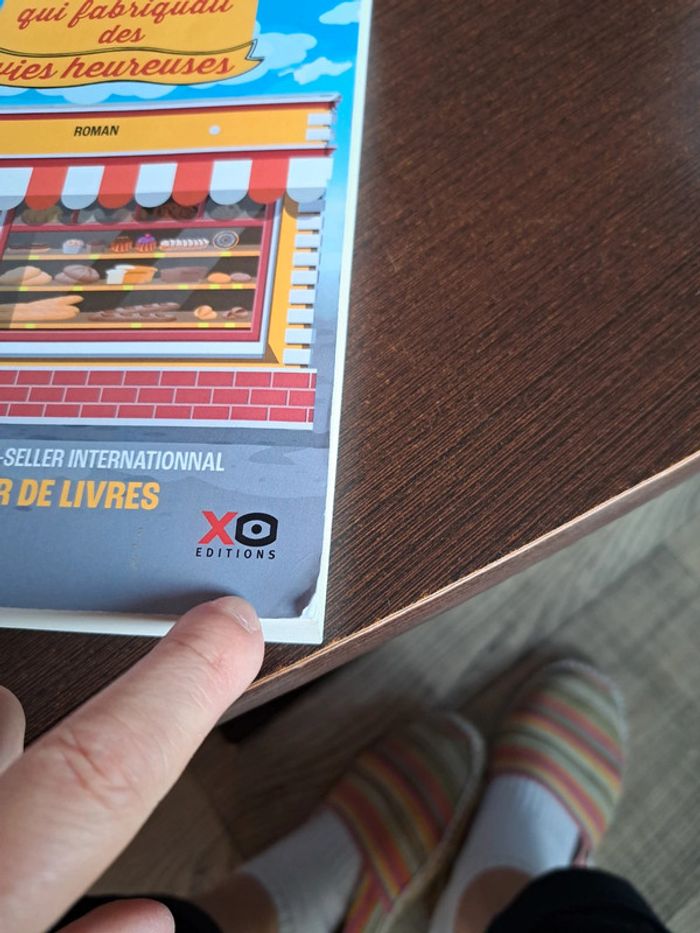 qui fabriquait
des
vies heureuses
ROMAN
-SELLER INTERNATIONNAL
R DE LIVRES
XO
EDITIONS